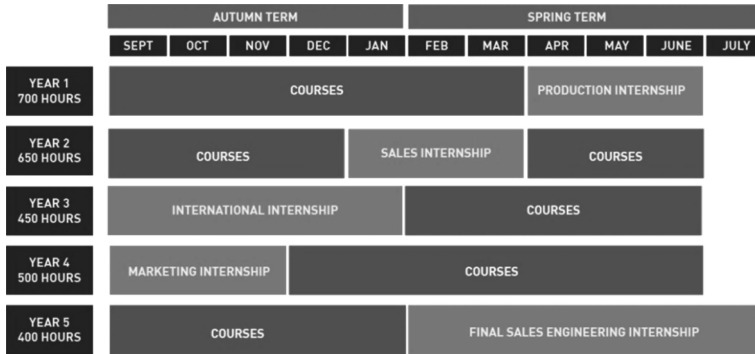 AUTUMN TERM
SPRING TERM
SEPT OCT NOV DEC JAN FEB MAR APR MAY JUNE JULY
YEAR 1
700 HOURS
COURSES
PRODUCTION INTERNSHIP
YEAR 2
650 HOURS
COURSES
SALES INTERNSHIP
COURSES
YEAR 3
450 HOURS
INTERNATIONAL INTERNSHIP
COURSES
YEAR 4
500 HOURS
MARKETING INTERNSHIP
COURSES
YEAR 5
400 HOURS
COURSES
FINAL SALES ENGINEERING INTERNSHIP